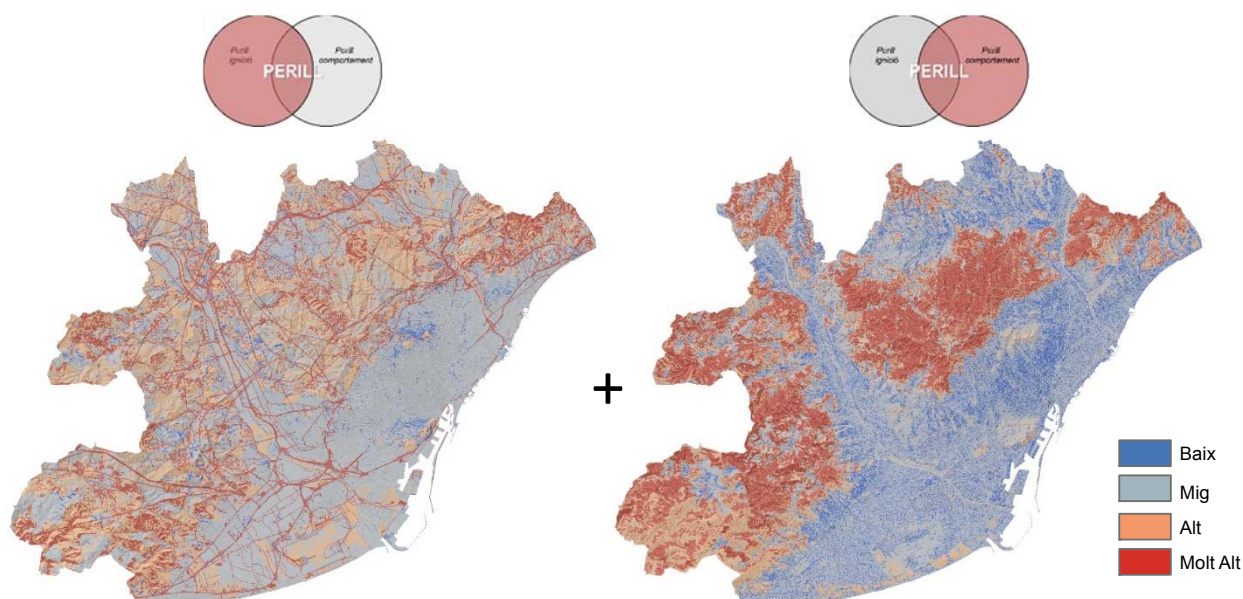 Perill
ignició
PERILL
Perill
comportament
Perill
ignició
PERILL
Perill
comportament
+
Baix
Mig
Alt
Molt Alt